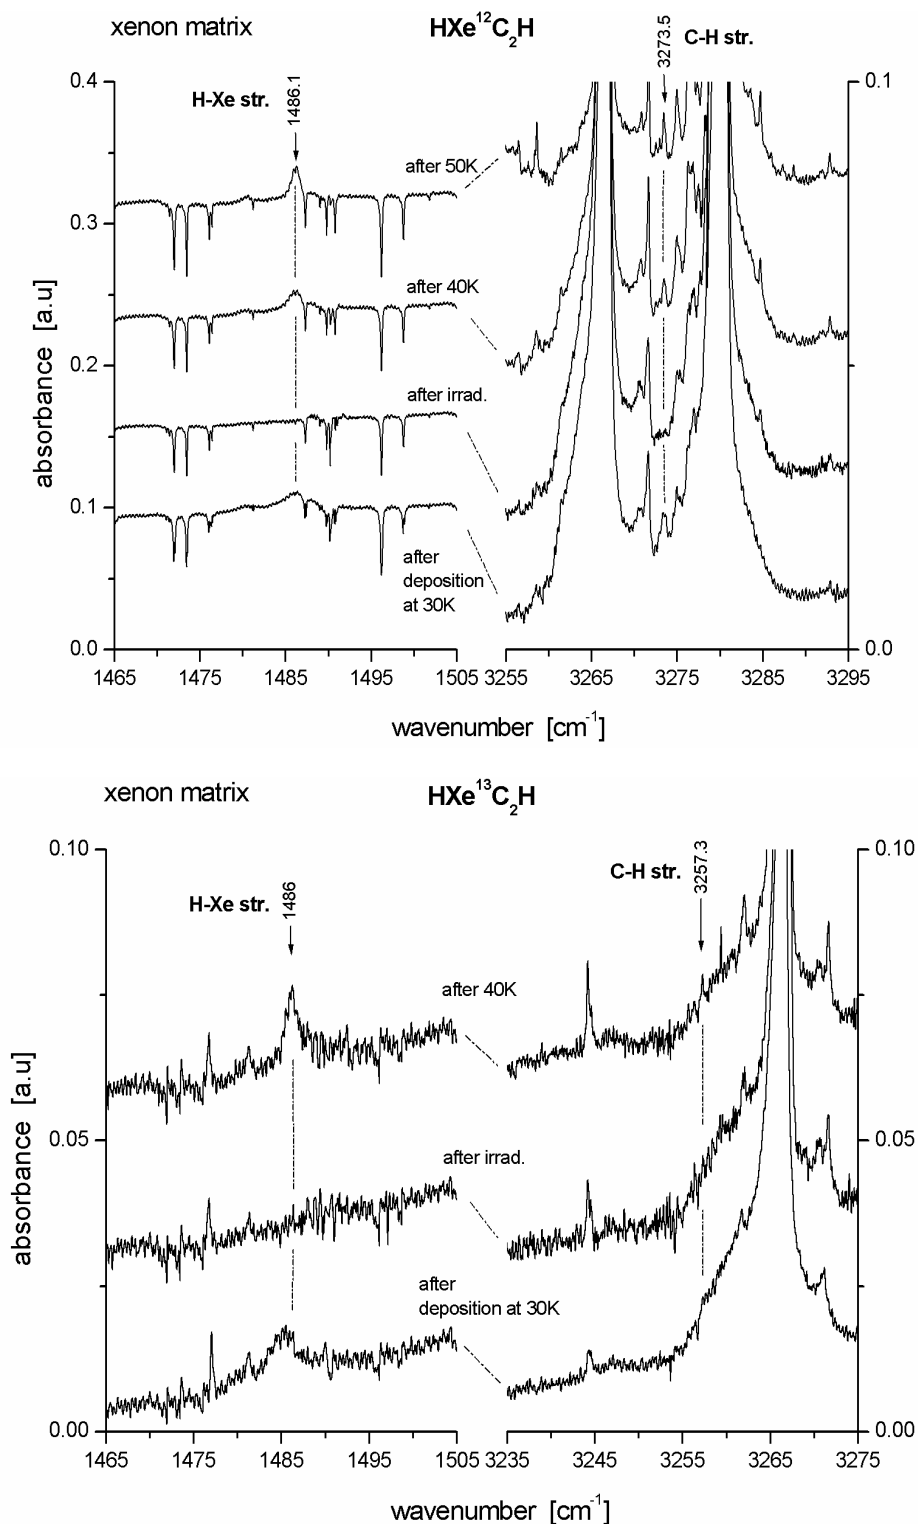 xenon matrix
HXe¹²C₂H
C-H str.
3273.5
H-Xe str.
1486.1
0.4
0.3
0.2
0.1
0.0
0.1
0.0
absorbance [a.u]
after 50K
after 40K
after irrad.
after
deposition
at 30K
1465 1475 1485 1495 1505
3255 3265 3275 3285 3295
wavenumber [cm⁻¹]
xenon matrix
HXe¹³C₂H
C-H str.
3257.3
H-Xe str.
1486
0.10
0.05
0.00
0.10
0.05
0.00
absorbance [a.u]
after 40K
after irrad.
after
deposition at 30K
1465 1475 1485 1495 1505
3235 3245 3255 3265 3275
wavenumber [cm⁻¹]